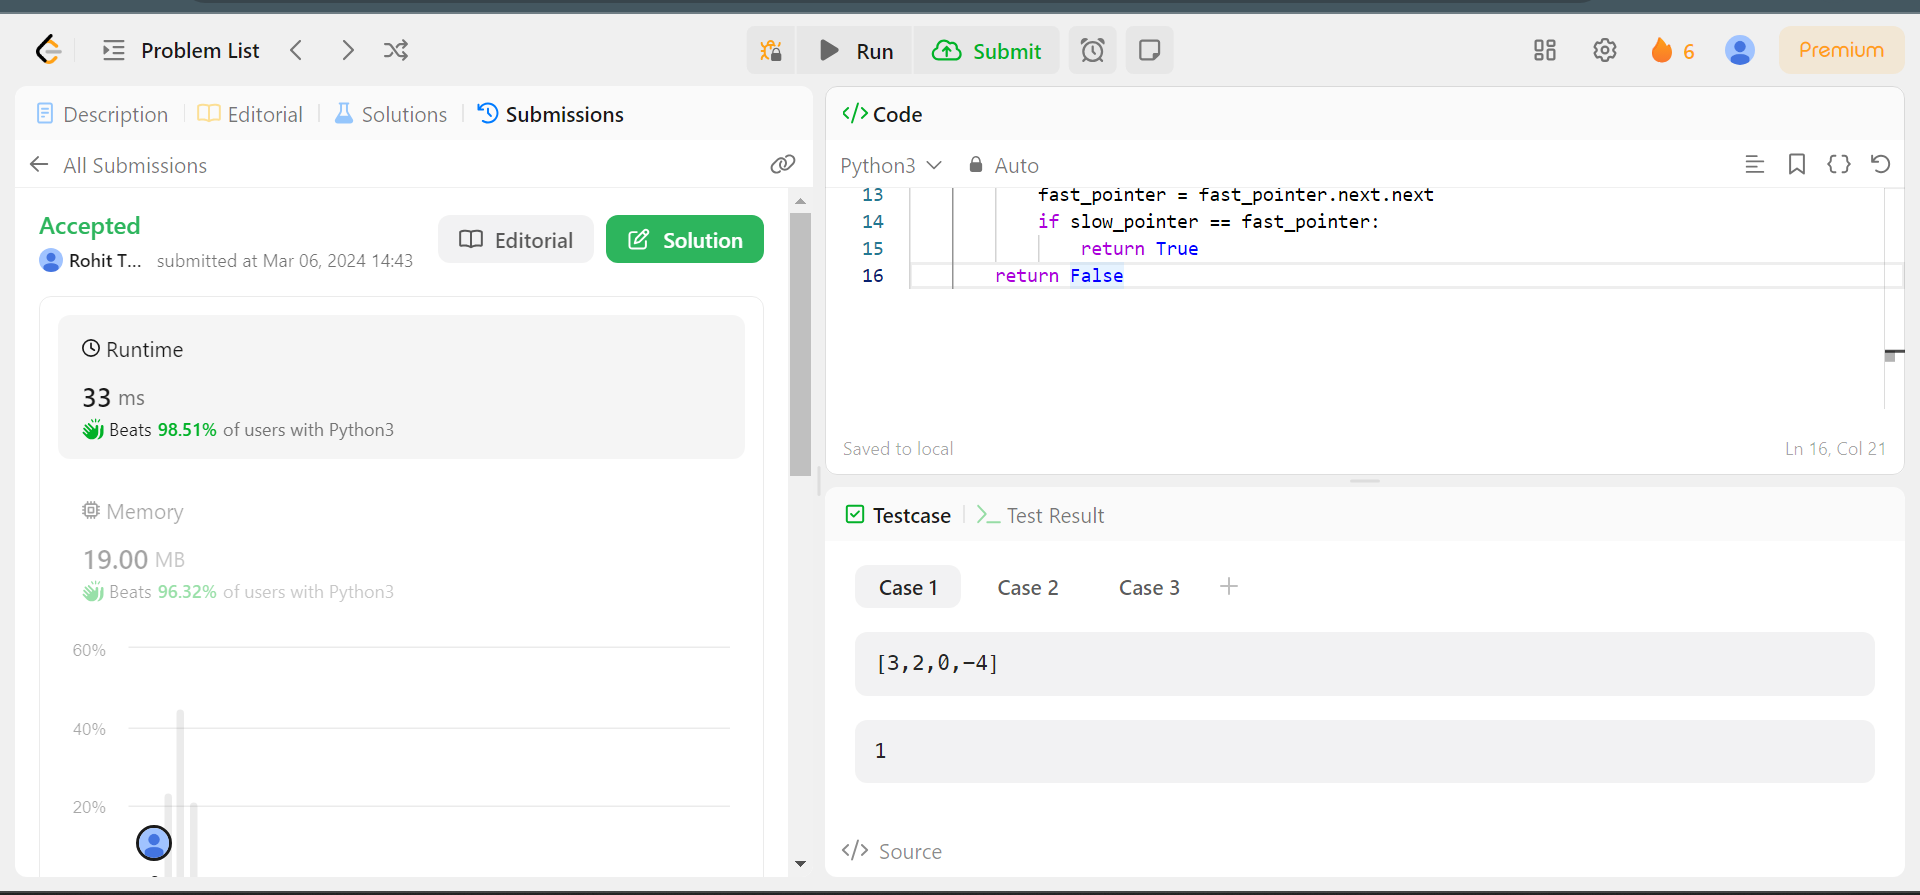 Problem List
Run
Submit
6
Premium
Description
Editorial
Solutions
Submissions
All Submissions
Accepted
Rohit T... submitted at Mar 06, 2024 14:43
Editorial
Solution
Runtime
33 ms
Beats 98.51% of users with Python3
Memory
19.00 MB
Beats 96.32% of users with Python3
60%
40%
20%
</> Code
Python3
Auto
13 fast_pointer = fast_pointer.next.next
14 if slow_pointer == fast_pointer:
15 return True
16 return False
Saved to local
Ln 16, Col 21
Testcase
Test Result
Case 1
Case 2
Case 3
[3,2,0,-4]
1
</> Source